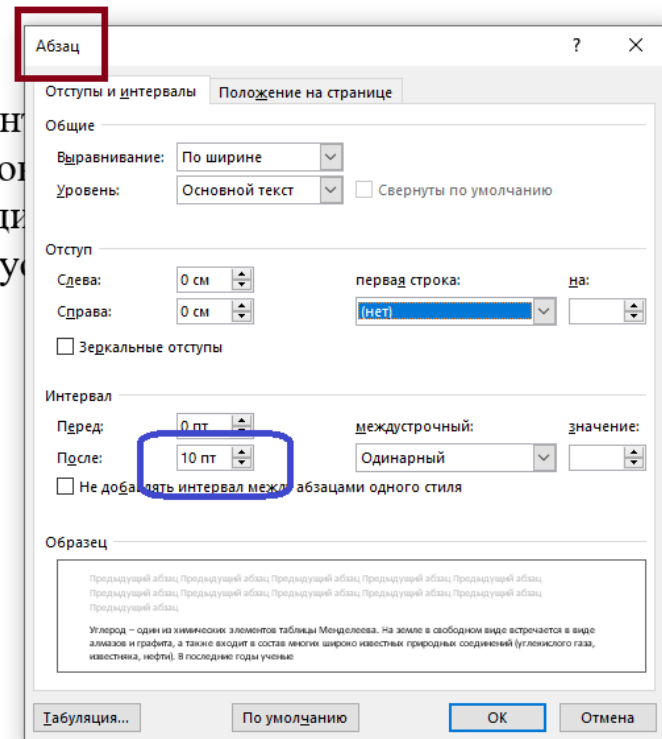 Абзац ? ×
Отступы и интервалы Положение на странице
Общие
Выравнивание: По ширине
Уровень: Основной текст Свернуты по умолчанию
Отступ
Слева: 0 см первая строка: на:
Справа: 0 см (нет)
Зеркальные отступы
Интервал
Перед: 0 пт междустрочный: значение:
После: 10 пт Одинарный
Не добавлять интервал между абзацами одного стиля
Образец
Предыдущий абзац Предыдущий абзац Предыдущий абзац Предыдущий абзац Предыдущий абзац
Предыдущий абзац Предыдущий абзац Предыдущий абзац Предыдущий абзац Предыдущий абзац
Предыдущий абзац
Углерод – один из химических элементов таблицы Менделеева. На земле в свободном виде встречается в виде
алмазов и графита, а также входит в состав многих широко известных природных соединений (углекислого газа,
известняка, нефти). В последние годы ученые
Табуляция... По умолчанию ОК Отмена